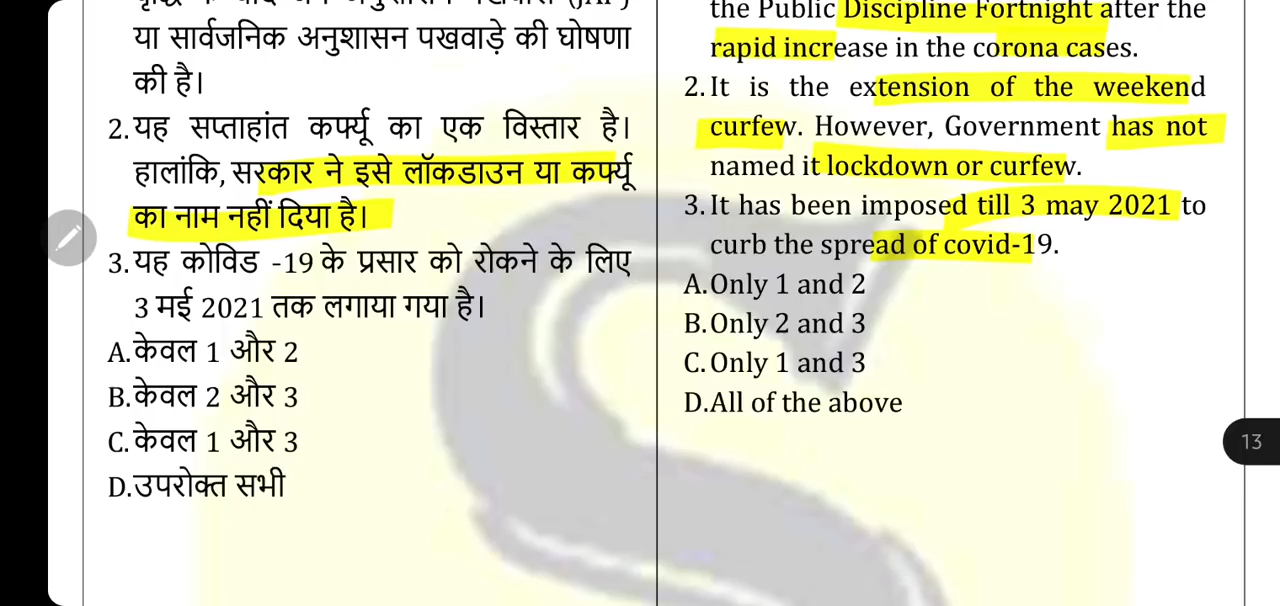 या सार्वजनिक अनुशासन पखवाड़े की घोषणा
की है।
2.यह सप्ताहांत कर्फ्यू का एक विस्तार है।
हालांकि, सरकार ने इसे लॉकडाउन या कर्फ्यू
का नाम नहीं दिया है।
3.यह कोविड -19 के प्रसार को रोकने के लिए
3 मई 2021 तक लगाया गया है।
A.केवल 1 और 2
B.केवल 2 और 3
C.केवल 1 और 3
D.उपरोक्त सभी
the Public Discipline Fortnight after the
rapid increase in the corona cases.
2.It is the extension of the weekend
curfew. However, Government has not
named it lockdown or curfew.
3.It has been imposed till 3 may 2021 to
curb the spread of covid-19.
A.Only 1 and 2
B.Only 2 and 3
C.Only 1 and 3
D.All of the above
13